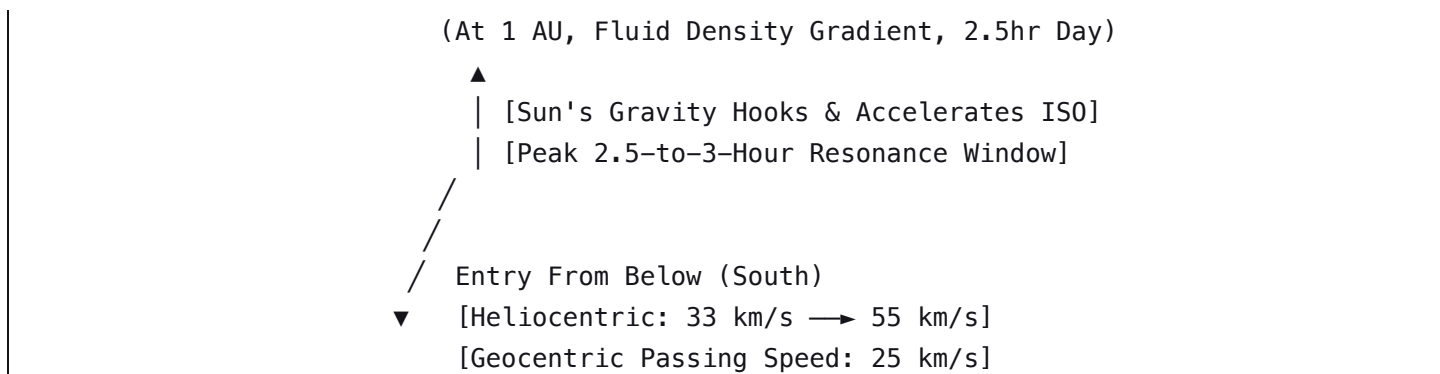 (At 1 AU, Fluid Density Gradient, 2.5hr Day)
▲
│ [Sun's Gravity Hooks & Accelerates ISO]
│ [Peak 2.5-to-3-Hour Resonance Window]
/
/
/ Entry From Below (South)
▼ [Heliocentric: 33 km/s ──► 55 km/s]
[Geocentric Passing Speed: 25 km/s]